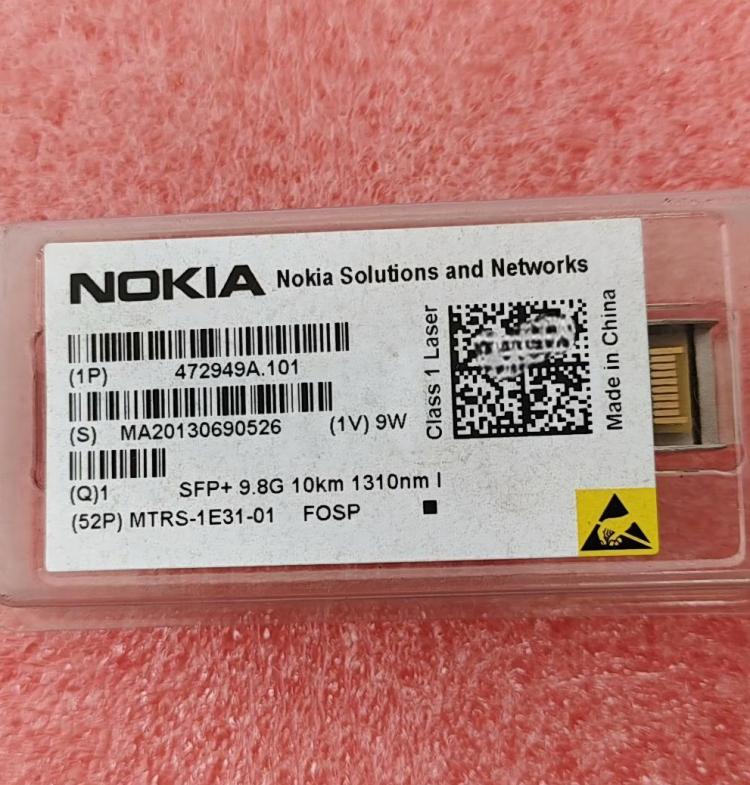 NOKIA Nokia Solutions and Networks
(1P) 472949A.101
(S) MA20130690526 (1V) 9W
(Q)1 SFP+ 9.8G 10km 1310nm I
(52P) MTRS-1E31-01 FOSP
Class 1 Laser
Made in China